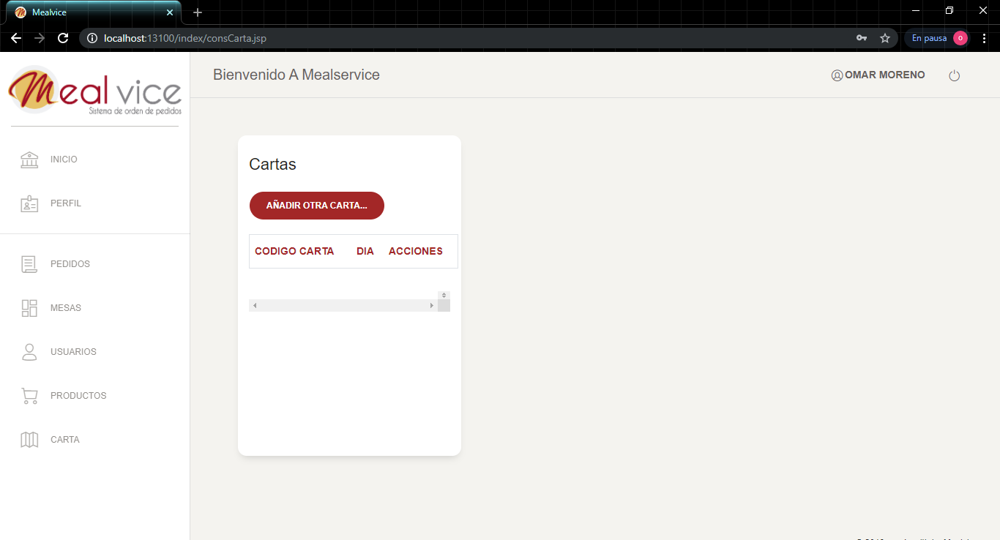 Mealvice
localhost:13100/index/consCarta.jsp
En pausa
o
Meal vice
Sistema de orden de pedidos
Bienvenido A Mealservice
OMAR MORENO
INICIO
PERFIL
PEDIDOS
MESAS
USUARIOS
PRODUCTOS
CARTA
Cartas
AÑADIR OTRA CARTA...
CODIGO CARTA DIA ACCIONES